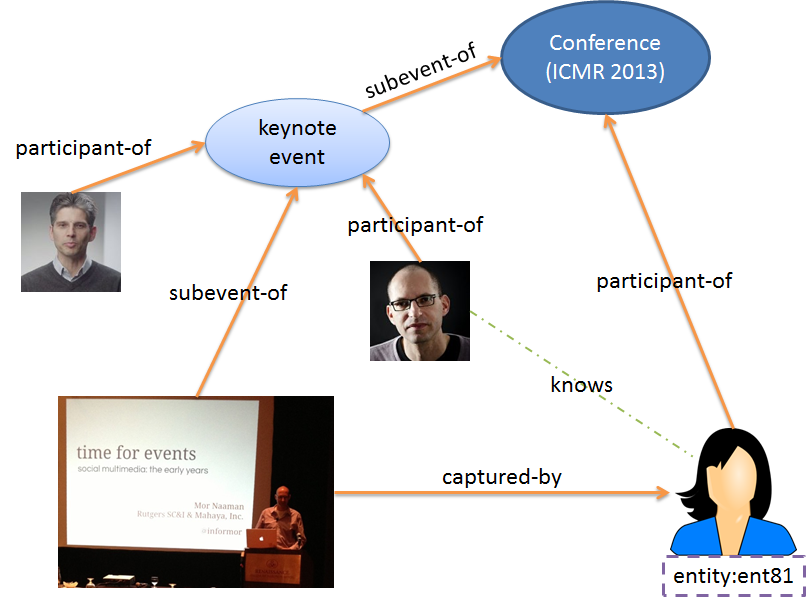 Conference
(ICMR 2013)
subevent-of
keynote
event
participant-of
participant-of
subevent-of
participant-of
knows
time for events
social multimedia: the early years
Mor Naaman
Rutgers SC&I & Mahaya, Inc.
@informor
captured-by
entity:ent81